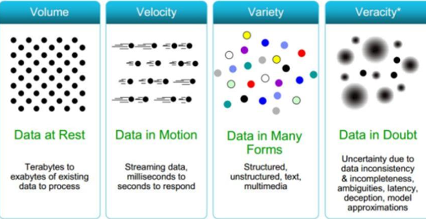 Volume
Data at Rest
Terabytes to
exabytes of existing
data to process
Velocity
Data in Motion
Streaming data,
milliseconds to
seconds to respond
Variety
Data in Many
Forms
Structured,
unstructured, text,
multimedia
Veracity*
Data in Doubt
Uncertainty due to
data inconsistency
& incompleteness,
ambiguities, latency,
deception, model
approximations